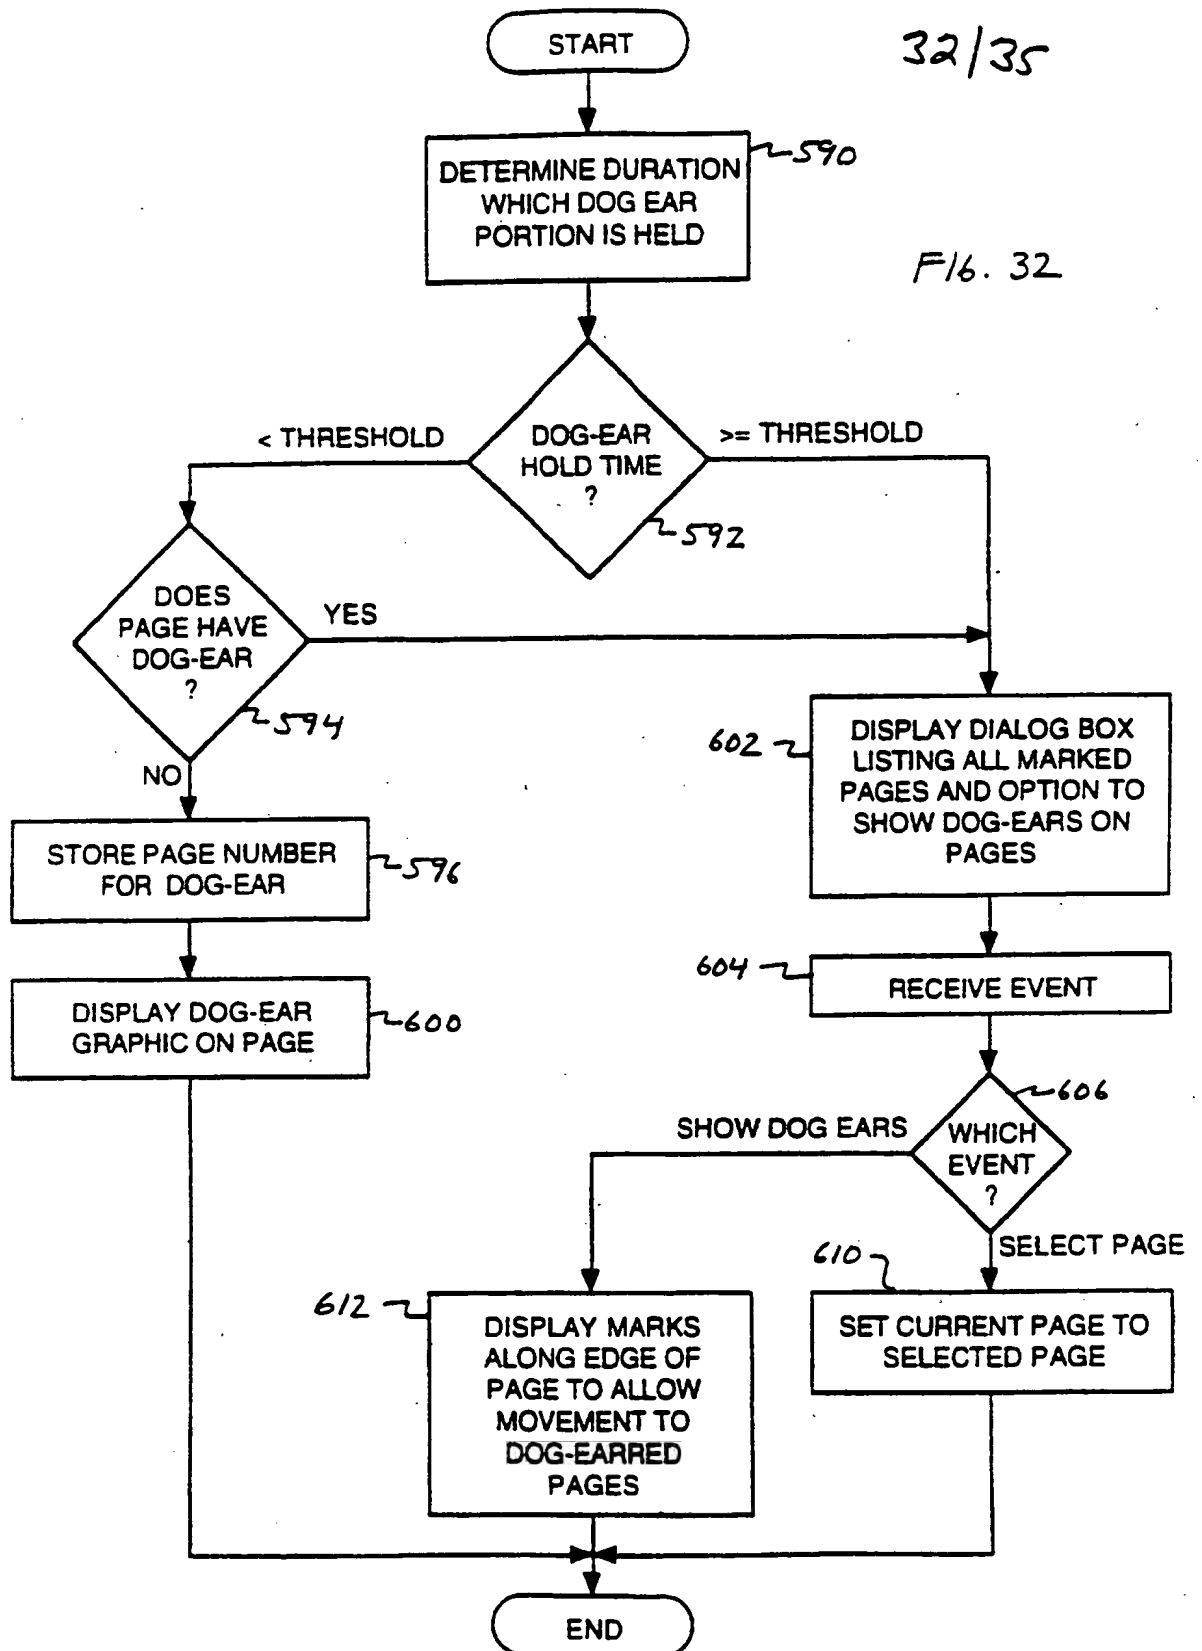 START
32/35
590
DETERMINE DURATION
WHICH DOG EAR
PORTION IS HELD
FIG. 32
< THRESHOLD
DOG-EAR
HOLD TIME
?
>= THRESHOLD
592
DOES
PAGE HAVE
DOG-EAR
?
YES
594
NO
602
DISPLAY DIALOG BOX
LISTING ALL MARKED
PAGES AND OPTION TO
SHOW DOG-EARS ON
PAGES
STORE PAGE NUMBER
FOR DOG-EAR
596
604
RECEIVE EVENT
DISPLAY DOG-EAR
GRAPHIC ON PAGE
600
606
SHOW DOG EARS
WHICH
EVENT
?
SELECT PAGE
610
612
DISPLAY MARKS
ALONG EDGE OF
PAGE TO ALLOW
MOVEMENT TO
DOG-EARRED
PAGES
SET CURRENT PAGE TO
SELECTED PAGE
END